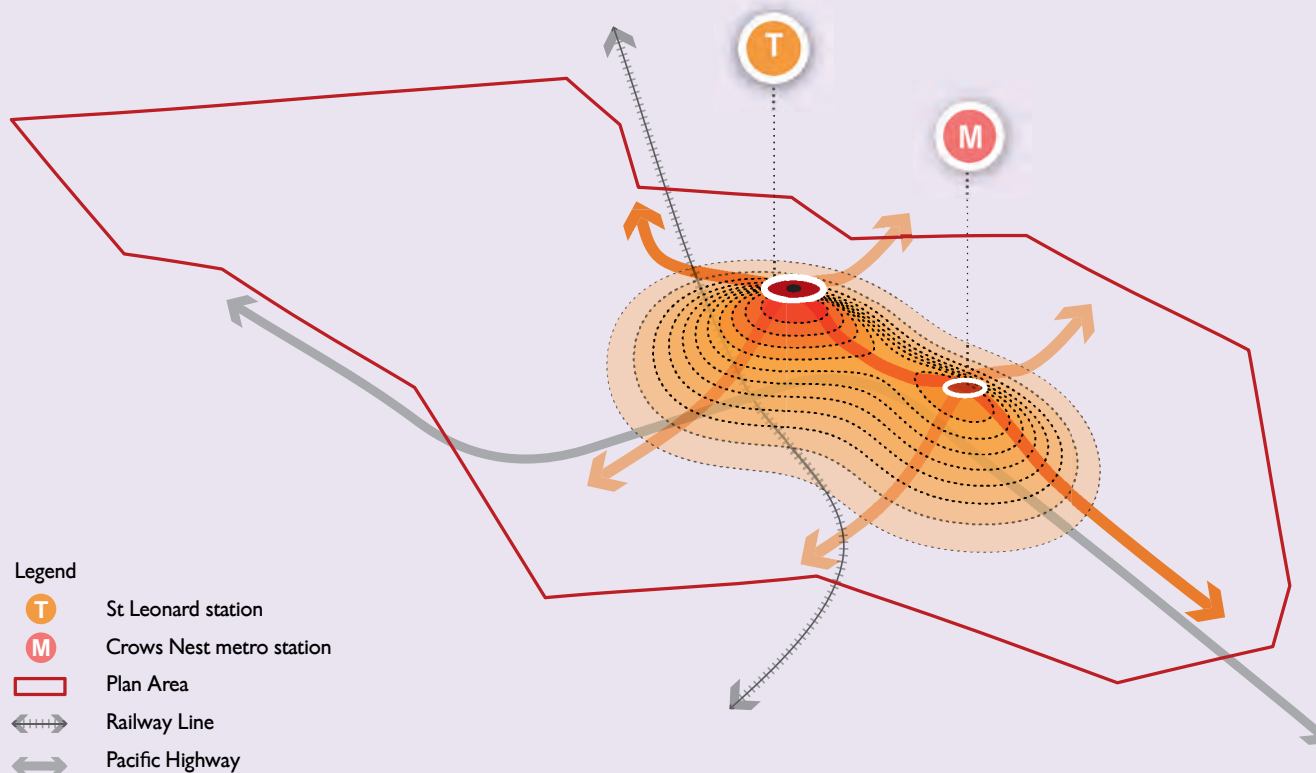 T
M
Legend
T St Leonard station
M Crows Nest metro station
Plan Area
Railway Line
Pacific Highway